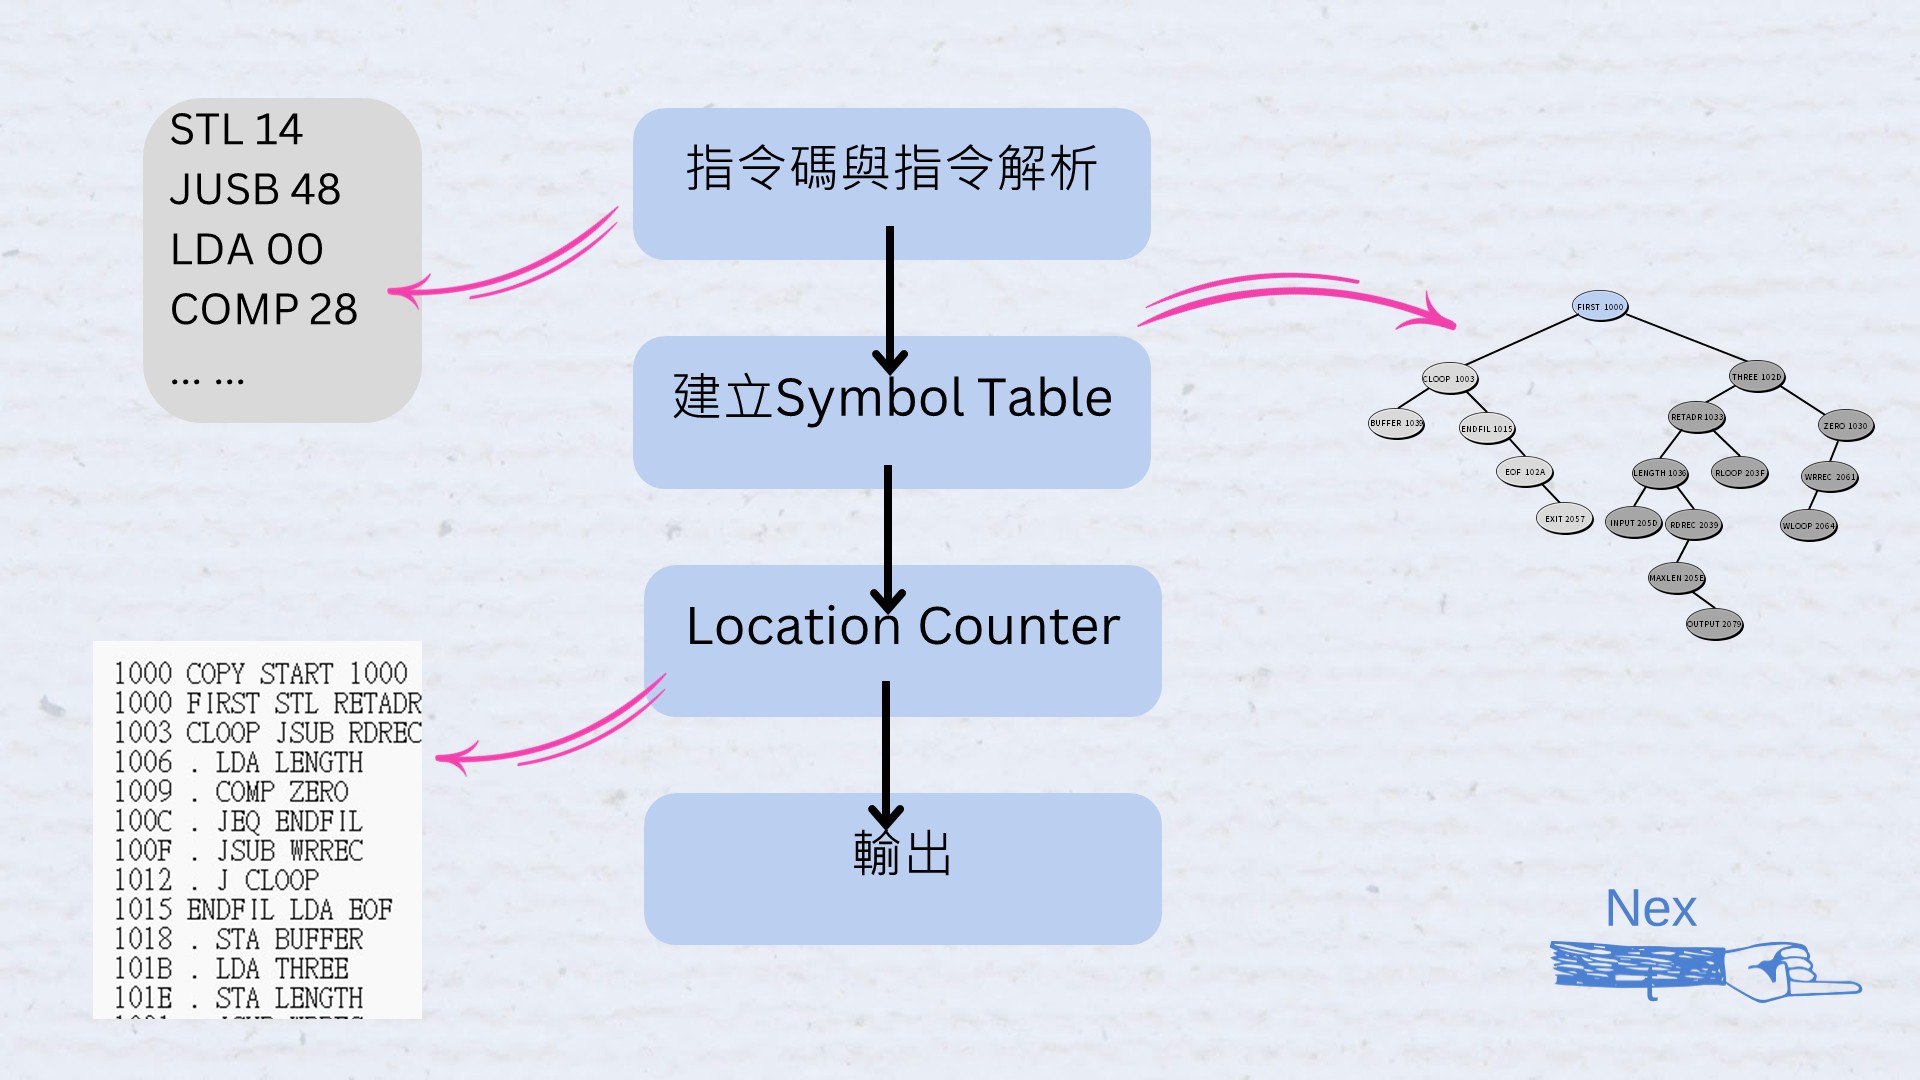 STL 14
JUSB 48
LDA 00
COMP 28
... ...
指令碼與指令解析
建立Symbol Table
Location Counter
輸出
FIRST 1000
CLOOP 1003
THREE 102D
BUFFER 1039
ENDFIL 1015
RETADR 1033
ZERO 1030
EOF 102A
LENGTH 1036
RLOOP 203F
WRREC 2061
EXIT 2057
INPUT 205D
RDREC 2039
WLOOP 2064
MAXLEN 205E
OUTPUT 2079
1000 COPY START 1000
1000 FIRST STL RETADR
1003 CLOOP JSUB RDREC
1006 . LDA LENGTH
1009 . COMP ZERO
100C . JEQ ENDFIL
100F . JSUB WRREC
1012 . J CLOOP
1015 ENDFIL LDA EOF
1018 . STA BUFFER
101B . LDA THREE
101E . STA LENGTH
Nex
t